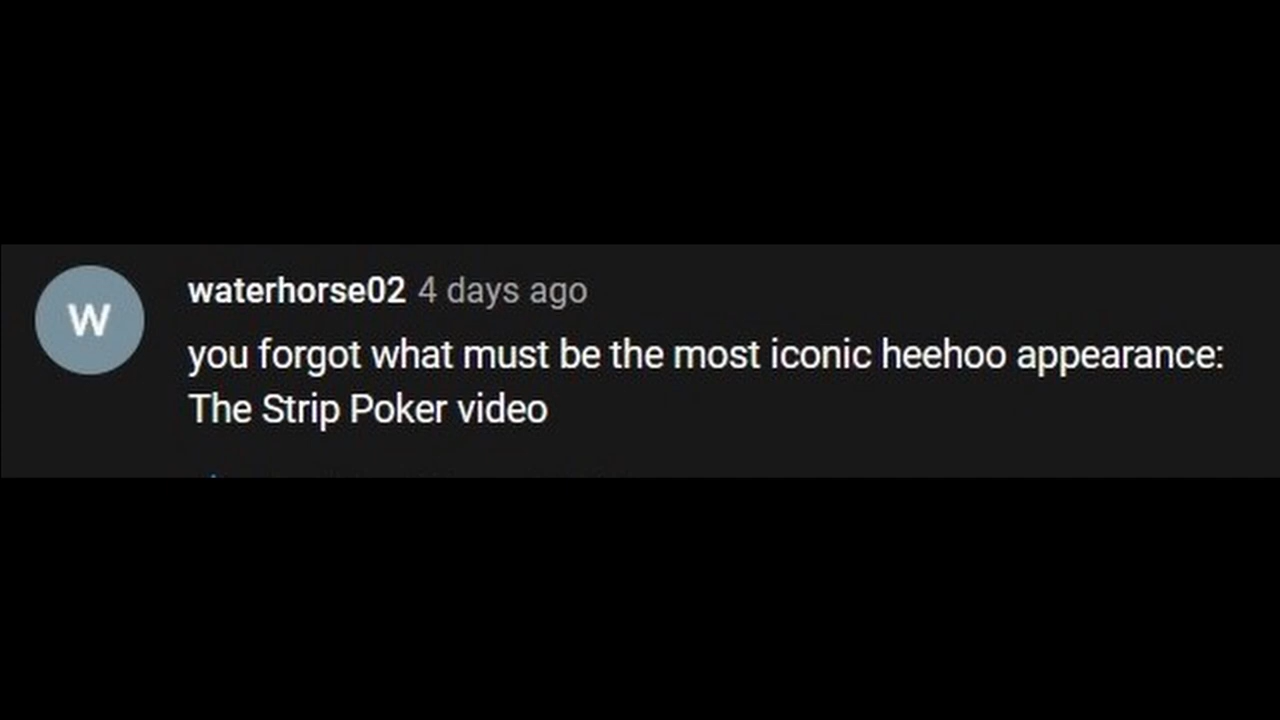 W
waterhorse02 4 days ago
you forgot what must be the most iconic heehoo appearance:
The Strip Poker video